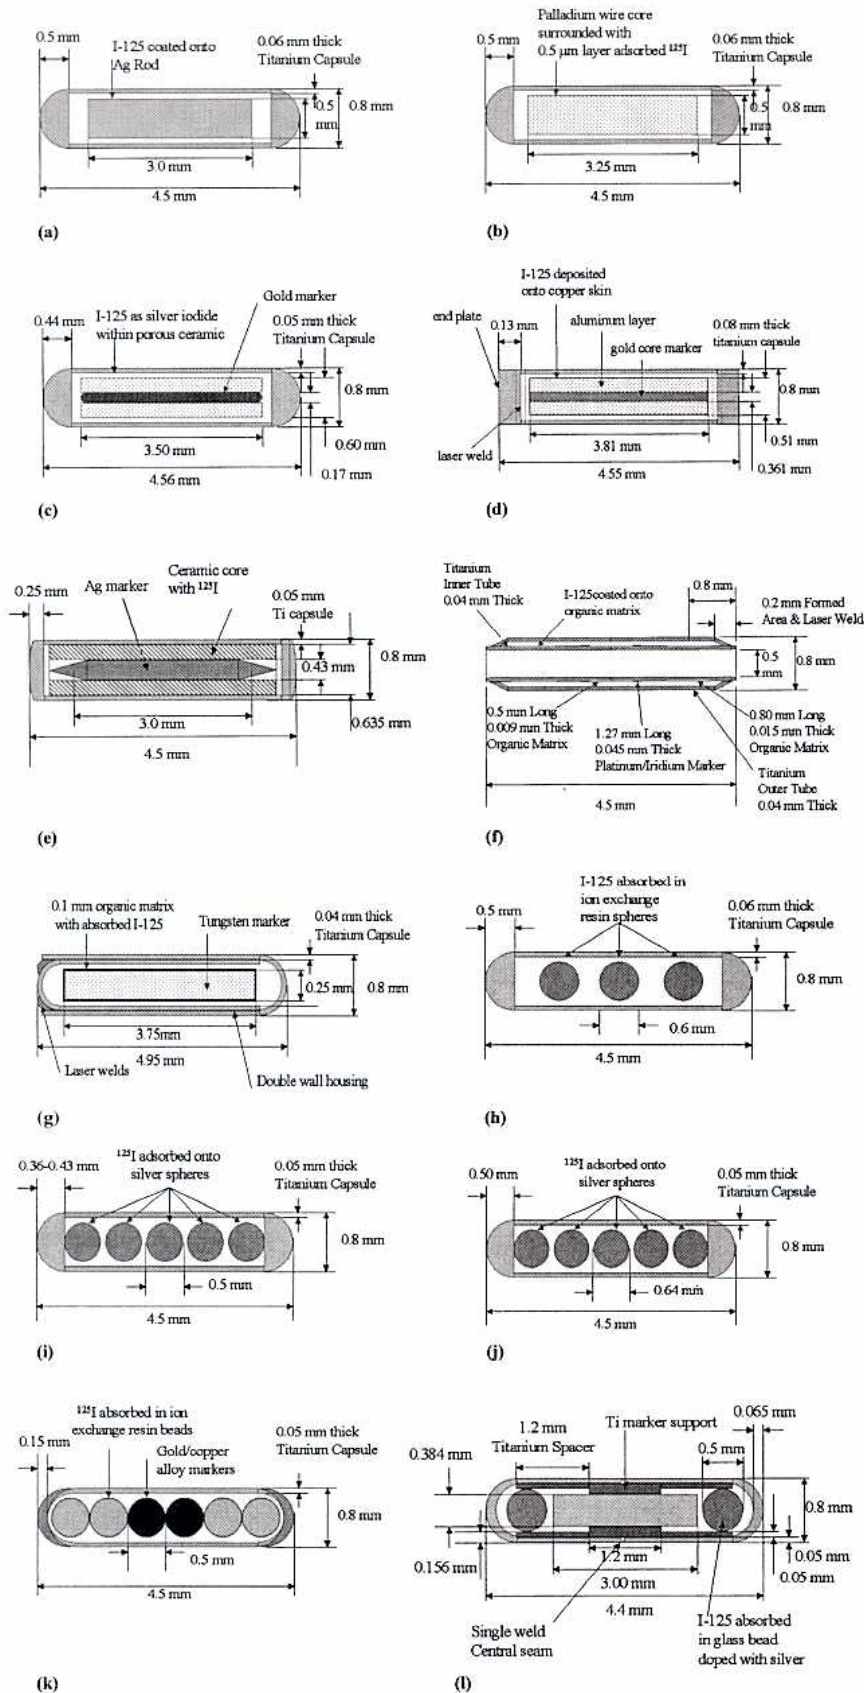 0.5 mm
I-125 coated onto
Ag Rod
0.06 mm thick
Titanium Capsule
0.5
mm
0.8 mm
3.0 mm
4.5 mm
(a)
Palladium wire core
surrounded with
0.5 μm layer adsorbed ¹²⁵I
0.5 mm
0.06 mm thick
Titanium Capsule
0.5
mm
0.8 mm
3.25 mm
4.5 mm
(b)
Gold marker
0.44 mm
I-125 as silver iodide
within porous ceramic
0.05 mm thick
Titanium Capsule
0.8 mm
3.50 mm
0.60 mm
4.56 mm
0.17 mm
(c)
I-125 deposited
onto copper skin
end plate
0.13 mm
aluminum layer
gold core marker
0.08 mm thick
titanium capsule
0.8 mm
laser weld
3.81 mm
0.51 mm
4.55 mm
0.361 mm
(d)
0.25 mm
Ag marker
Ceramic core
with ¹²⁵I
0.05 mm
Ti capsule
0.43 mm
0.8 mm
3.0 mm
0.635 mm
4.5 mm
(e)
Titanium
Inner Tube
0.04 mm Thick
I-125coated onto
organic matrix
0.8 mm
0.2 mm Formed
Area & Laser Weld
0.5
mm
0.8 mm
0.5 mm Long
0.009 mm Thick
Organic Matrix
1.27 mm Long
0.045 mm Thick
Platinum/Iridium Marker
0.80 mm Long
0.015 mm Thick
Organic Matrix
Titanium
Outer Tube
0.04 mm Thick
4.5 mm
(f)
0.1 mm organic matrix
with absorbed I-125
Tungsten marker
0.04 mm thick
Titanium Capsule
0.25 mm
0.8 mm
3.75mm
4.95 mm
Laser welds
Double wall housing
(g)
I-125 absorbed in
ion exchange
resin spheres
0.5 mm
0.06 mm thick
Titanium Capsule
0.8 mm
0.6 mm
4.5 mm
(h)
0.36-0.43 mm
¹²⁵I adsorbed onto
silver spheres
0.05 mm thick
Titanium Capsule
0.8 mm
0.5 mm
4.5 mm
(i)
0.50 mm
¹²⁵I adsorbed onto
silver spheres
0.05 mm thick
Titanium Capsule
0.8 mm
0.64 mm
4.5 mm
(j)
¹²⁵I absorbed in ion
exchange resin beads
0.15 mm
Gold/copper
alloy markers
0.05 mm thick
Titanium Capsule
0.8 mm
0.5 mm
4.5 mm
(k)
0.384 mm
1.2 mm
Titanium Spacer
Ti marker support
0.065 mm
0.5 mm
0.8 mm
0.156 mm
1.2 mm
0.05 mm
0.05 mm
3.00 mm
4.4 mm
Single weld
Central seam
I-125 absorbed
in glass bead
doped with silver
(l)